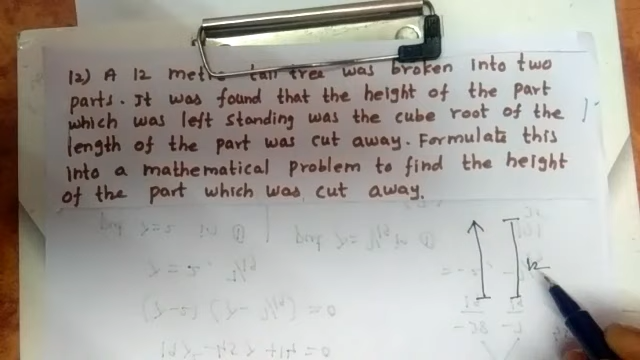 12) A 12 metre tall tree was broken into two
parts. It was found that the height of the part
which was left standing was the cube root of the
length of the part was cut away. Formulate this
into a mathematical problem to find the height
of the part which was cut away.
12